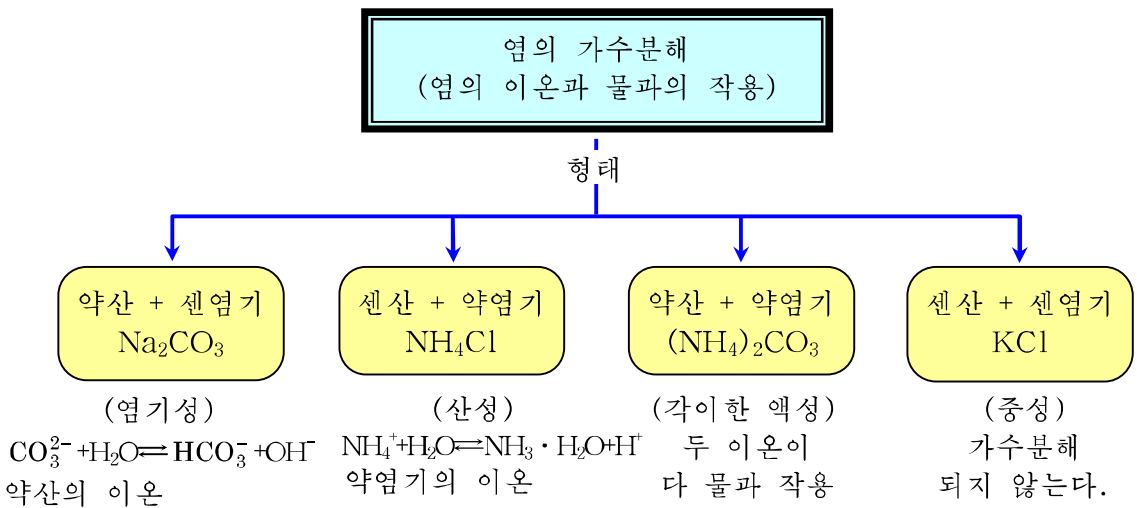 염의 가수분해
(염의 이온과 물과의 작용)
형태
약산 + 센염기
Na₂CO₃
(염기성)
CO₃²⁻+H₂O⇌HCO₃⁻+OH⁻
약산의 이온
센산 + 약염기
NH₄Cl
(산성)
NH₄⁺+H₂O⇌NH₃·H₂O+H⁺
약염기의 이온
약산 + 약염기
(NH₄)₂CO₃
(각이한 액성)
두 이온이
다 물과 작용
센산 + 센염기
KCl
(중성)
가수분해
되지 않는다.